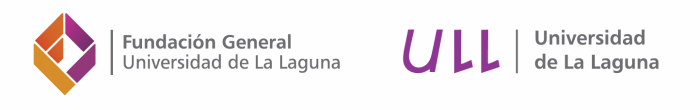 Fundación General
Universidad de La Laguna
ULL
Universidad
de La Laguna